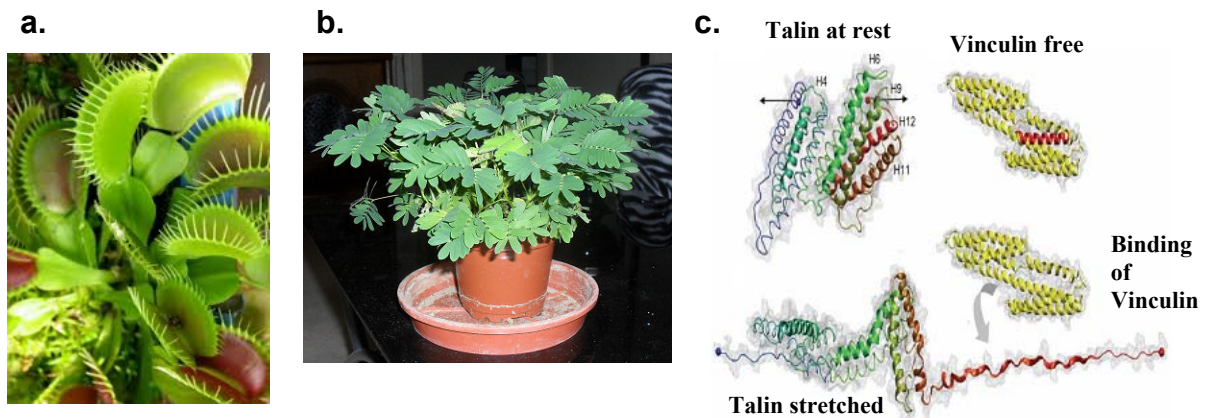 a.
b.
c.
Talin at rest
Vinculin free
H4
H6
H9
H12
H11
Binding
of
Vinculin
Talin stretched